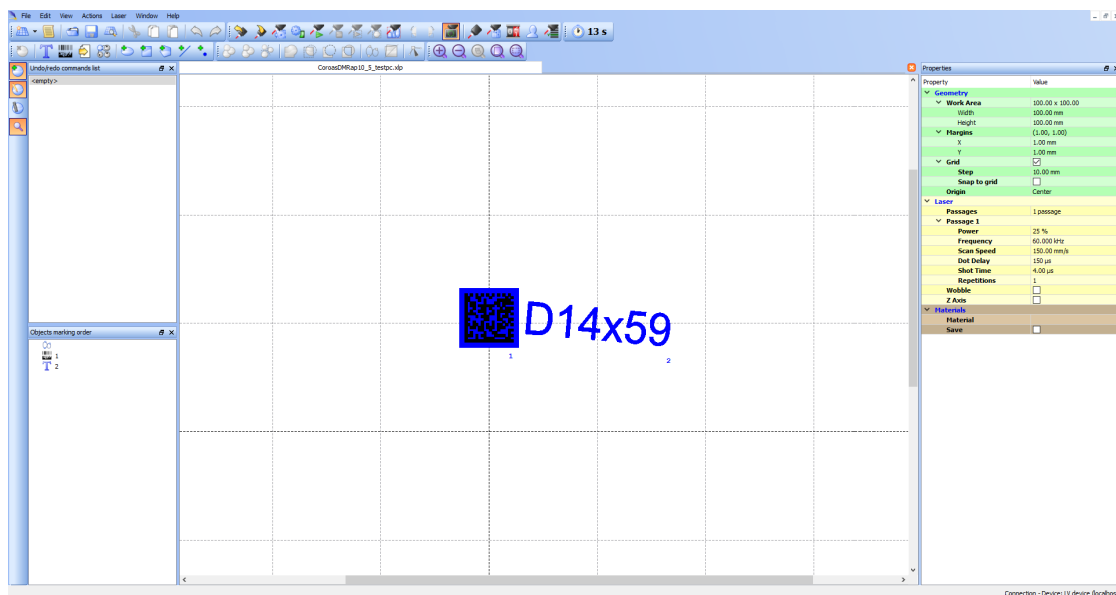 File Edit View Actions Laser Window Help
13 s
Undo/redo commands list
<empty>
CoroasDMRap10_5_testpc.xlp
Objects marking order
1
2
D14x59
1
2
Properties
Property Value
Geometry
Work Area 100.00 x 100.00
Width 100.00 mm
Height 100.00 mm
Margins (1.00, 1.00)
X 1.00 mm
Y 1.00 mm
Grid
Step 10.00 mm
Snap to grid
Origin Center
Laser
Passages 1 passage
Passage 1
Power 25 %
Frequency 60.000 kHz
Scan Speed 150.00 mm/s
Dot Delay 150 µs
Shot Time 4.00 µs
Repetitions 1
Wobble
Z Axis
Materials
Material
Save
Connection - Device: LV device (localhos